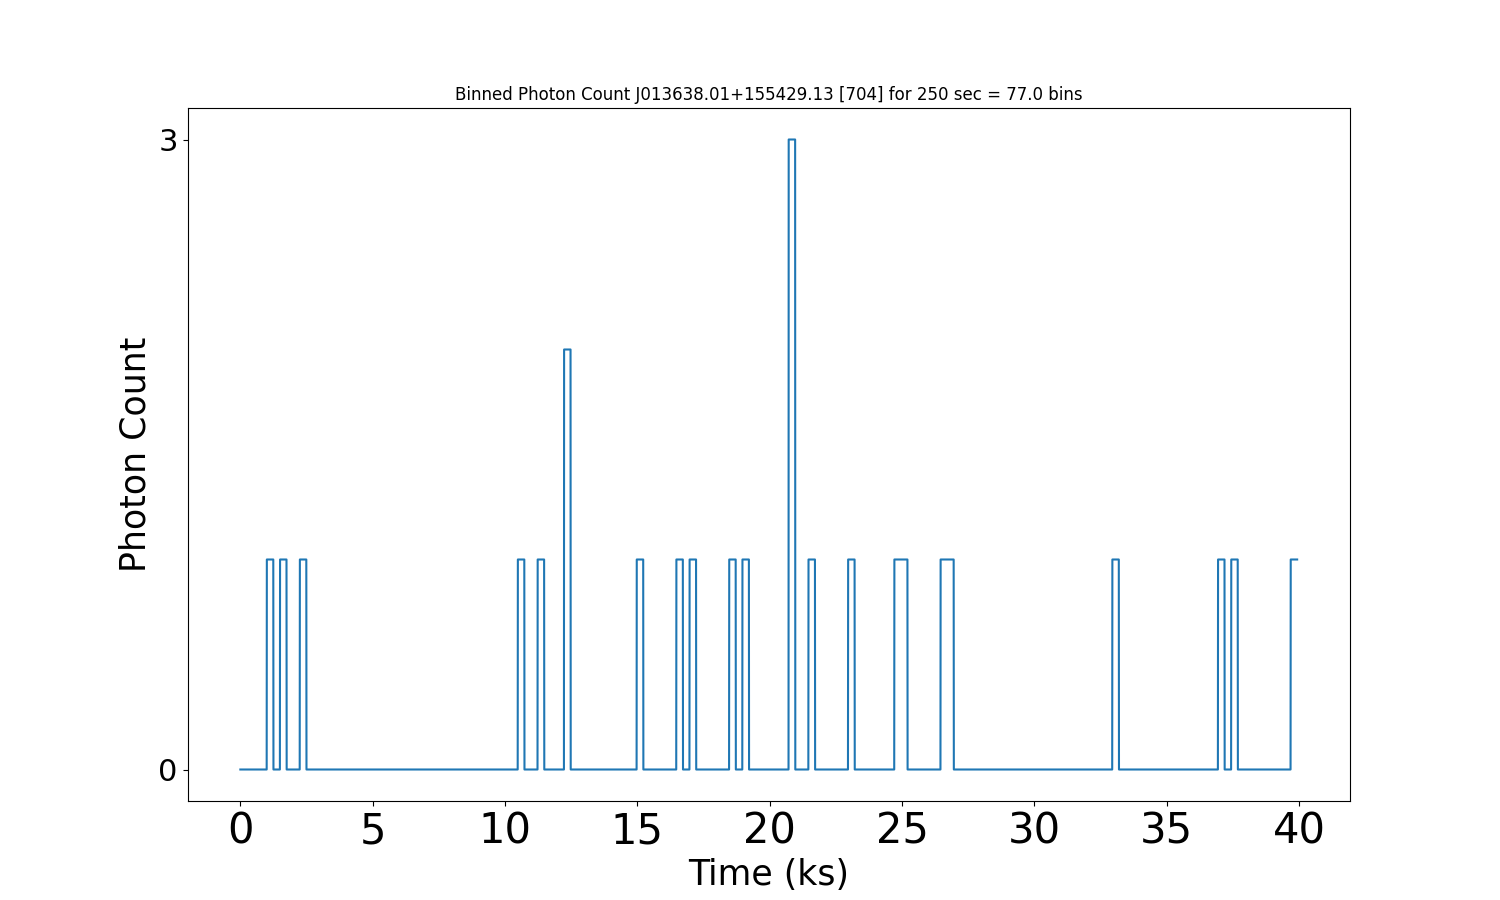 Binned Photon Count J013638.01+155429.13 [704] for 250 sec = 77.0 bins
3
Photon Count
0
0 5 10 15 20 25 30 35 40
Time (ks)